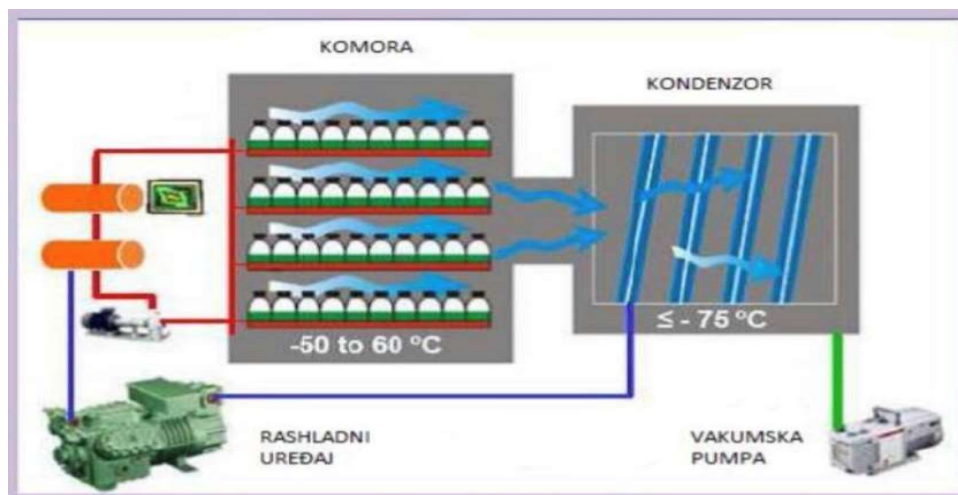 KOMORA
KONDENZOR
-50 to 60 °C
≤ - 75 °C
RASHLADNI
UREĐAJ
VAKUMSKA
PUMPA